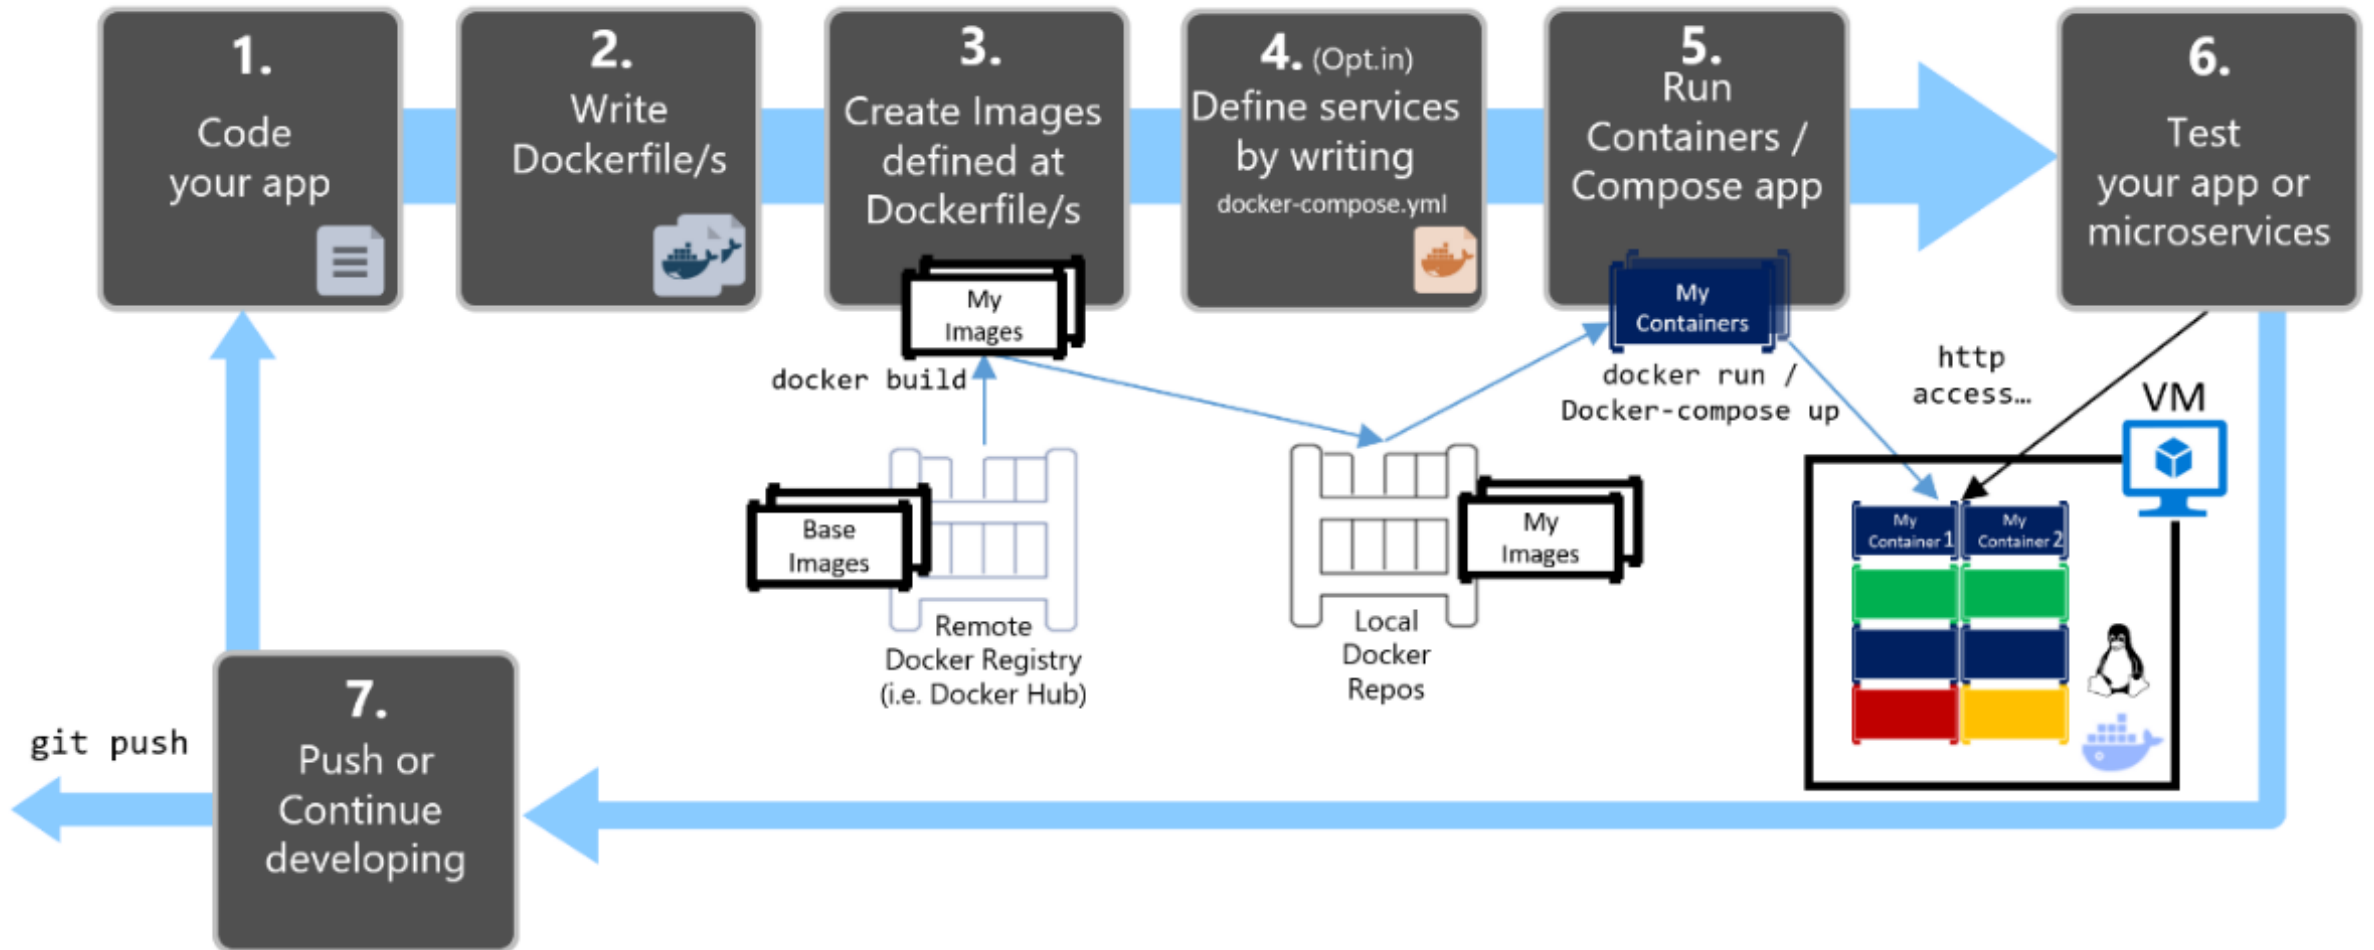 1.
Code
your app
2.
Write
Dockerfile/s
3.
Create Images
defined at
Dockerfile/s
My
Images
4. (Opt.in)
Define services
by writing
docker-compose.yml
5.
Run
Containers /
Compose app
My
Containers
6.
Test
your app or
microservices
docker build
docker run /
Docker-compose up
http
access…
VM
Base
Images
Remote
Docker Registry
(i.e. Docker Hub)
My
Images
Local
Docker
Repos
My
Container 1
My
Container 2
7.
Push or
Continue
developing
git push